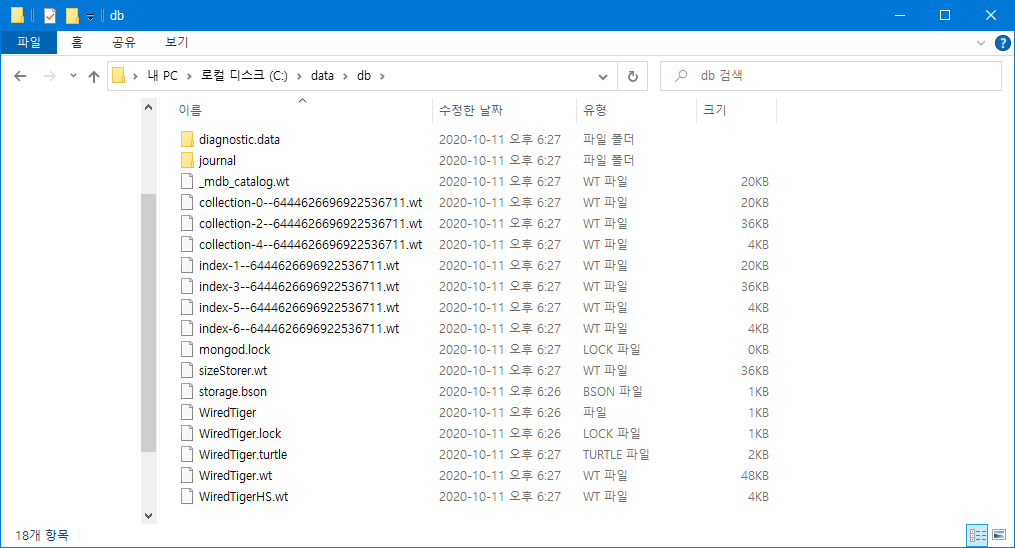 db
파일 홈 공유 보기
내 PC 로컬 디스크 (C:) data db db 검색
이름 수정한 날짜 유형 크기
diagnostic.data 2020-10-11 오후 6:27 파일 폴더
journal 2020-10-11 오후 6:27 파일 폴더
_mdb_catalog.wt 2020-10-11 오후 6:27 WT 파일 20KB
collection-0--6444626696922536711.wt 2020-10-11 오후 6:27 WT 파일 20KB
collection-2--6444626696922536711.wt 2020-10-11 오후 6:27 WT 파일 36KB
collection-4--6444626696922536711.wt 2020-10-11 오후 6:27 WT 파일 4KB
index-1--6444626696922536711.wt 2020-10-11 오후 6:27 WT 파일 20KB
index-3--6444626696922536711.wt 2020-10-11 오후 6:27 WT 파일 36KB
index-5--6444626696922536711.wt 2020-10-11 오후 6:27 WT 파일 4KB
index-6--6444626696922536711.wt 2020-10-11 오후 6:27 WT 파일 4KB
mongod.lock 2020-10-11 오후 6:27 LOCK 파일 0KB
sizeStorer.wt 2020-10-11 오후 6:27 WT 파일 36KB
storage.bson 2020-10-11 오후 6:26 BSON 파일 1KB
WiredTiger 2020-10-11 오후 6:26 파일 1KB
WiredTiger.lock 2020-10-11 오후 6:26 LOCK 파일 1KB
WiredTiger.turtle 2020-10-11 오후 6:27 TURTLE 파일 2KB
WiredTiger.wt 2020-10-11 오후 6:27 WT 파일 48KB
WiredTigerHS.wt 2020-10-11 오후 6:27 WT 파일 4KB
18개 항목